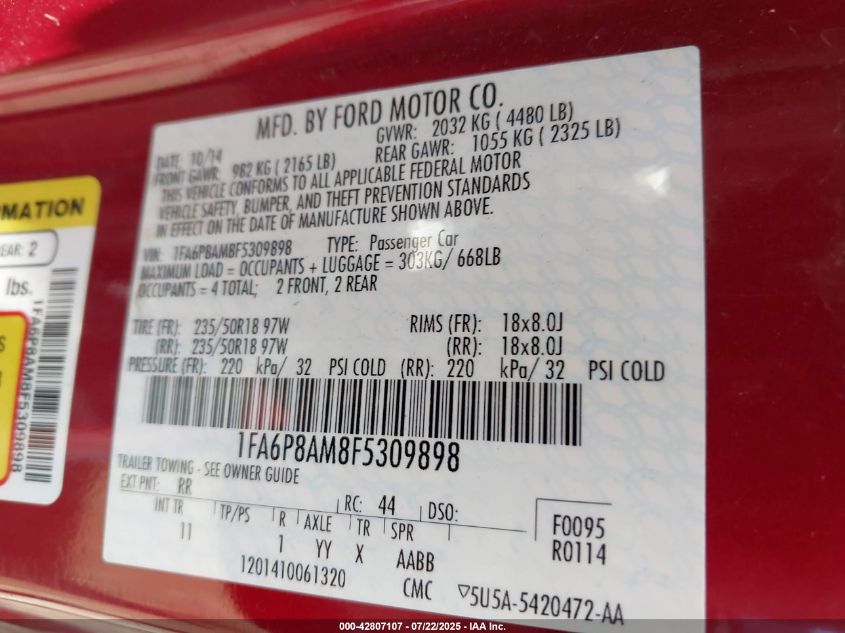 MFD. BY FORD MOTOR CO.
DATE: 10/14 GVWR: 2032 KG ( 4480 LB)
FRONT GAWR: 982 KG ( 2165 LB) REAR GAWR: 1055 KG ( 2325 LB)
THIS VEHICLE CONFORMS TO ALL APPLICABLE FEDERAL MOTOR
VEHICLE SAFETY, BUMPER, AND THEFT PREVENTION STANDARDS
IN EFFECT ON THE DATE OF MANUFACTURE SHOWN ABOVE.
VIN: 1FA6P8AM8F5309898 TYPE: Passenger Car
MAXIMUM LOAD = OCCUPANTS + LUGGAGE = 303KG/ 668LB
OCCUPANTS = 4 TOTAL; 2 FRONT, 2 REAR
TIRE (FR): 235/50R18 97W RIMS (FR): 18x8.0J
(RR): 235/50R18 97W (RR): 18x8.0J
PRESSURE (FR): 220 kPa/ 32 PSI COLD (RR): 220 kPa/ 32 PSI COLD
1FA6P8AM8F5309898
TRAILER TOWING - SEE OWNER GUIDE
EXT PNT: RR RC: 44 DSO:
INT TR TP/PS R AXLE TR SPR
11 1 YY X AABB
1201410061320 CMC
F0095
R0114
▽5U5A-5420472-AA
RMATION
EAR: 2
lbs.
S
1FA6P8AM8F5309898
000-42807107 - 07/22/2025 - IAA Inc.